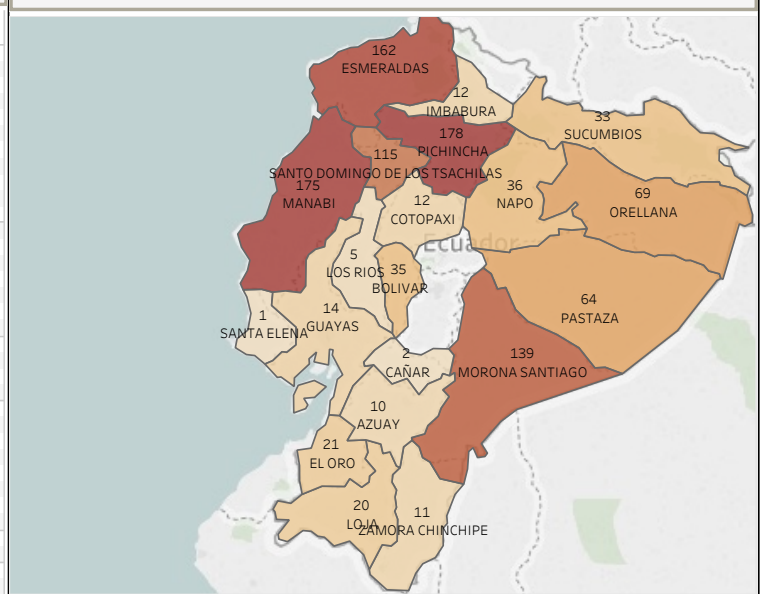 162
ESMERALDAS
12
IMBABURA
33
SUCUMBIOS
178
PICHINCHA
115
SANTO DOMINGO DE LOS TSACHILAS
175
MANABI
36
NAPO
69
ORELLANA
12
COTOPAXI
Ecuador
5
LOS RIOS
35
BOLIVAR
64
PASTAZA
14
GUAYAS
1
SANTA ELENA
2
CAÑAR
139
MORONA SANTIAGO
10
AZUAY
21
EL ORO
20
LOJA
11
ZAMORA CHINCHIPE